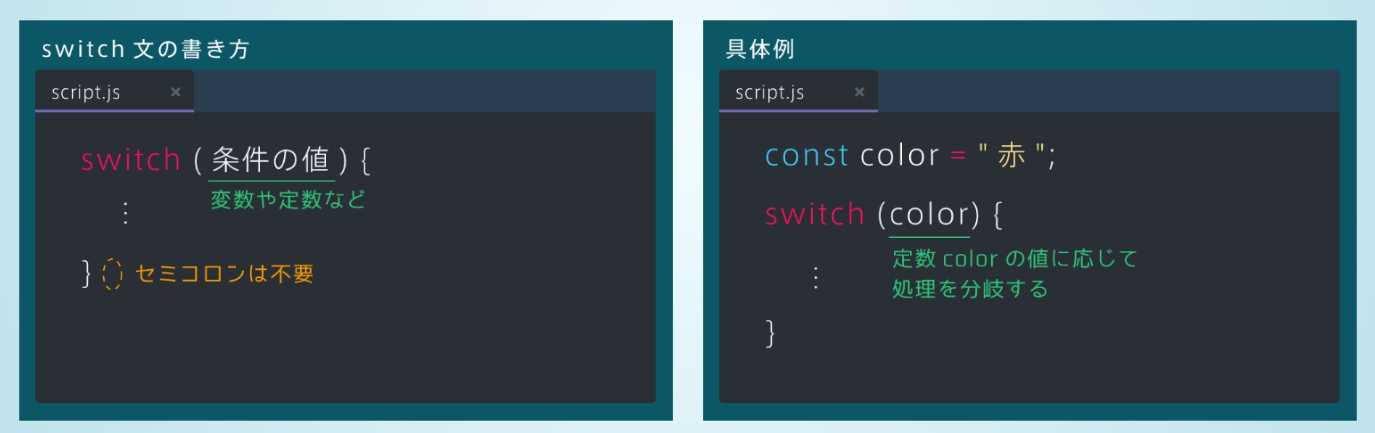 switch 文の書き方
script.js ×
switch ( 条件の値 ) {
変数や定数など
⋮
} セミコロンは不要
具体例
script.js ×
const color = " 赤 ";
switch (color) {
定数 color の値に応じて
⋮
処理を分岐する
}